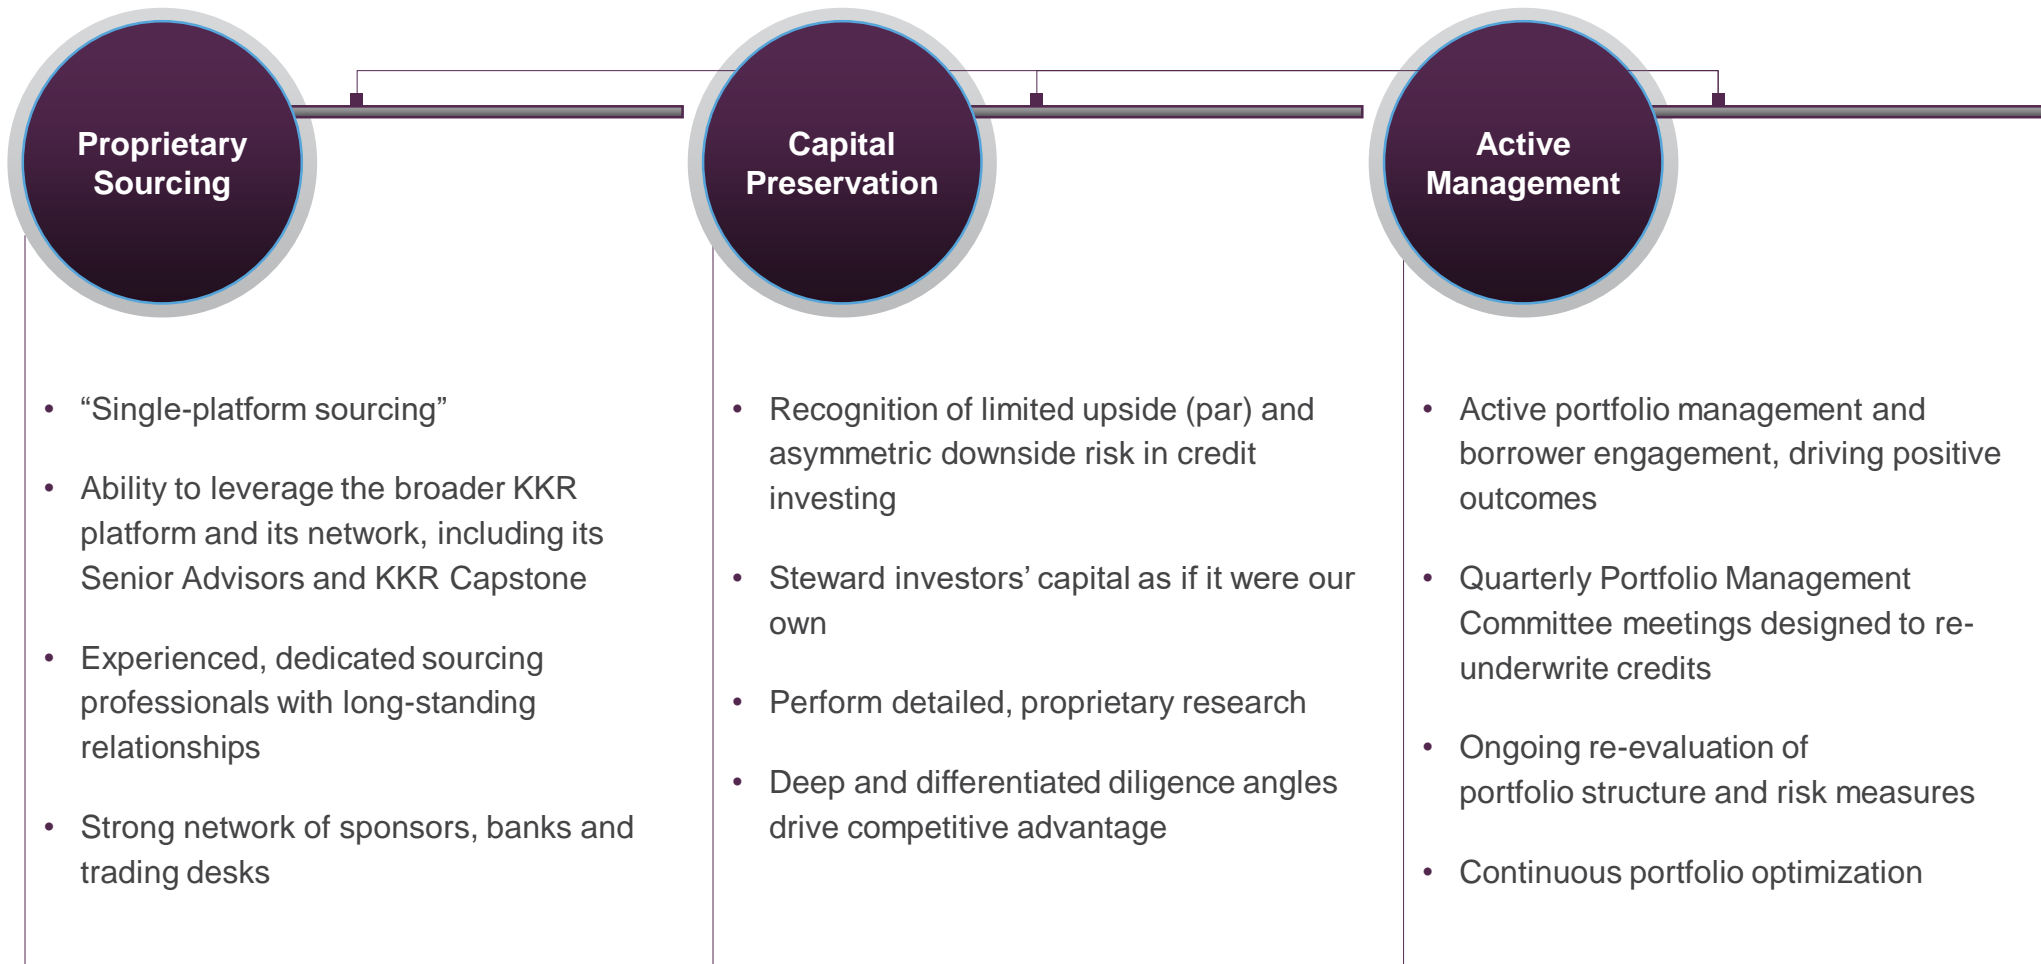 Proprietary
Sourcing
• “Single-platform sourcing”
• Ability to leverage the broader KKR
platform and its network, including its
Senior Advisors and KKR Capstone
• Experienced, dedicated sourcing
professionals with long-standing
relationships
• Strong network of sponsors, banks and
trading desks
Capital
Preservation
• Recognition of limited upside (par) and
asymmetric downside risk in credit
investing
• Steward investors’ capital as if it were our
own
• Perform detailed, proprietary research
• Deep and differentiated diligence angles
drive competitive advantage
Active
Management
• Active portfolio management and
borrower engagement, driving positive
outcomes
• Quarterly Portfolio Management
Committee meetings designed to re-
underwrite credits
• Ongoing re-evaluation of
portfolio structure and risk measures
• Continuous portfolio optimization